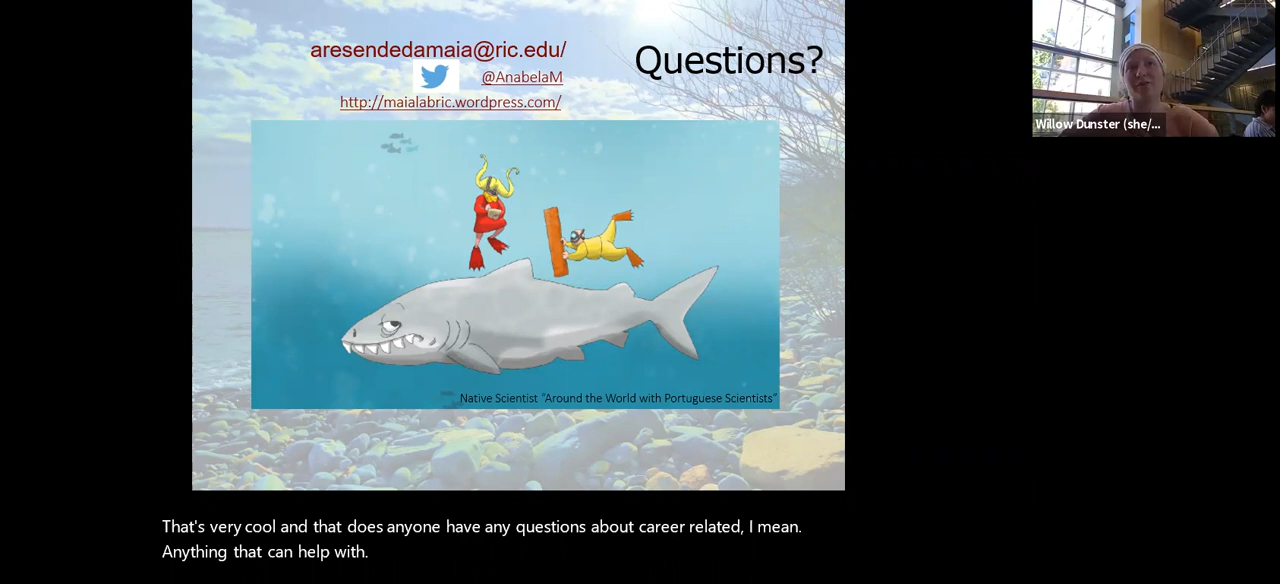 aresendedamaia@ric.edu/
Questions?
@AnabelaM
http://maialabric.wordpress.com/
Native Scientist "Around the World with Portuguese Scientists"
Willow Dunster (she/...
That's very cool and that does anyone have any questions about career related, I mean.
Anything that can help with.